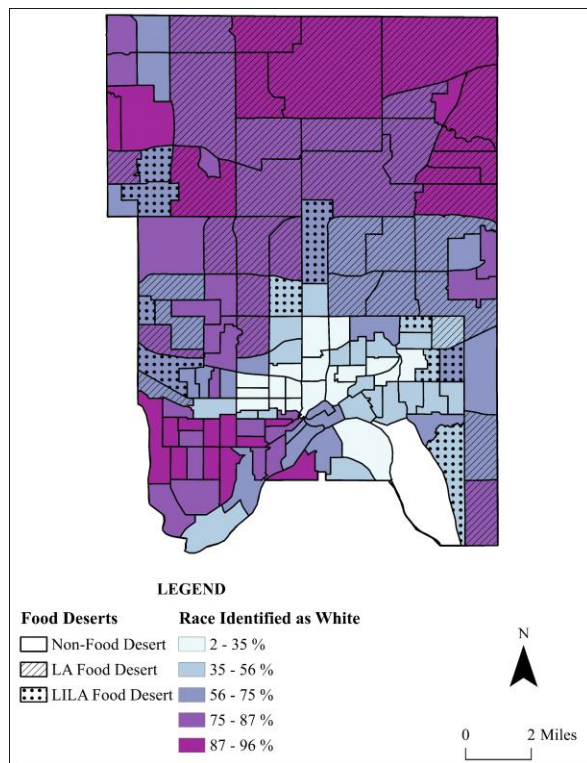 LEGEND
Food Deserts
Non-Food Desert
LA Food Desert
LILA Food Desert
Race Identified as White
2 - 35 %
35 - 56 %
56 - 75 %
75 - 87 %
87 - 96 %
N
0 2 Miles